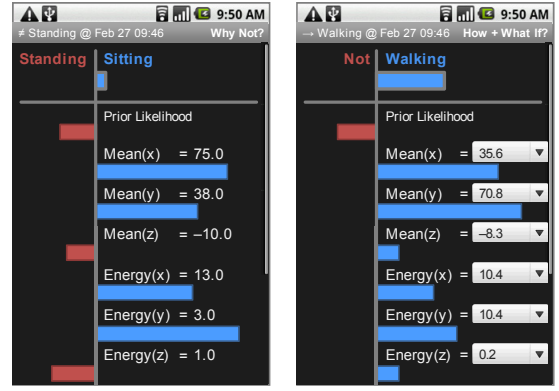 9:50 AM
≠ Standing @ Feb 27 09:46 Why Not?
Standing Sitting
Prior Likelihood
Mean(x) = 75.0
Mean(y) = 38.0
Mean(z) = –10.0
Energy(x) = 13.0
Energy(y) = 3.0
Energy(z) = 1.0
9:50 AM
→ Walking @ Feb 27 09:46 How + What If?
Not Walking
Prior Likelihood
Mean(x) = 35.6
Mean(y) = 70.8
Mean(z) = –8.3
Energy(x) = 10.4
Energy(y) = 10.4
Energy(z) = 0.2